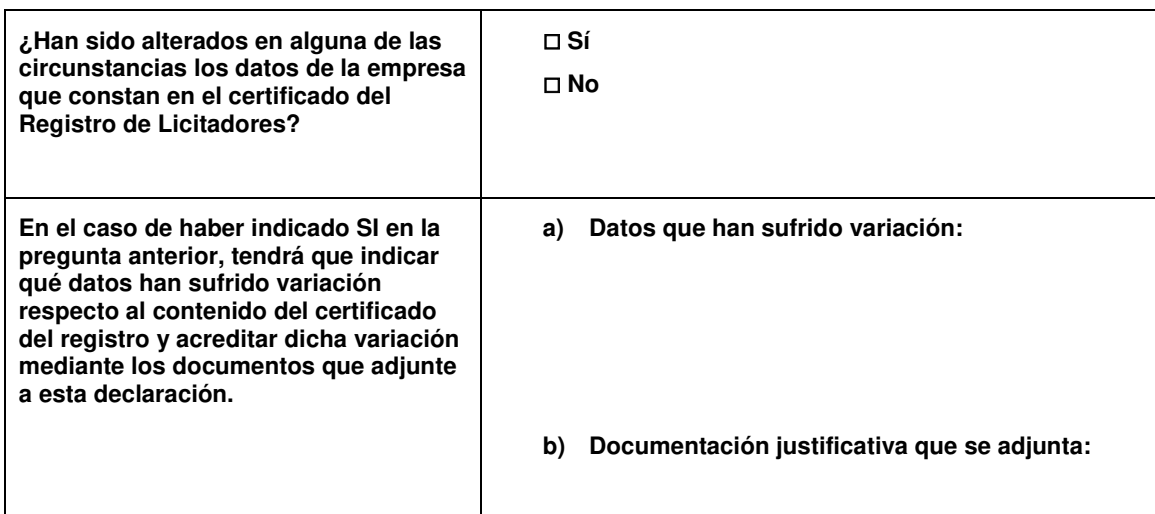 ¿Han sido alterados en alguna de las
circunstancias los datos de la empresa
que constan en el certificado del
Registro de Licitadores?
□ Sí
□ No
En el caso de haber indicado SI en la
pregunta anterior, tendrá que indicar
qué datos han sufrido variación
respecto al contenido del certificado
del registro y acreditar dicha variación
mediante los documentos que adjunte
a esta declaración.
a) Datos que han sufrido variación:
b) Documentación justificativa que se adjunta: